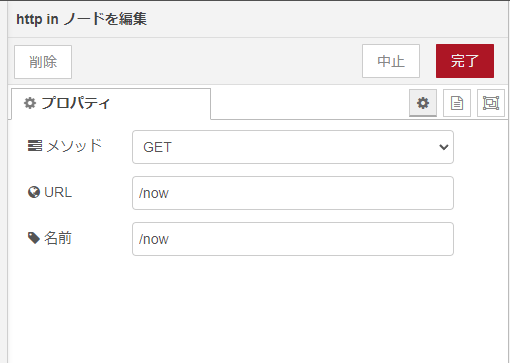 http in ノードを編集
削除
中止
完了
プロパティ
メソッド
GET
URL
/now
名前
/now